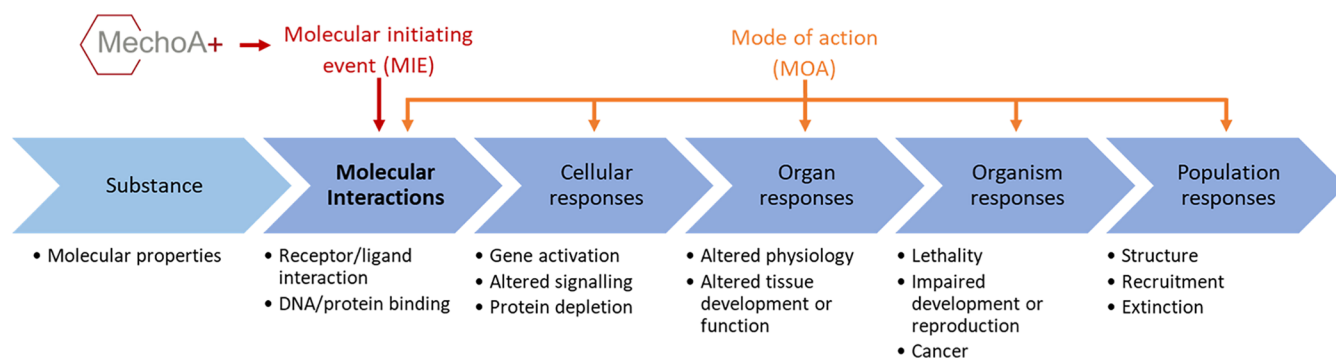 MechoA+
Molecular initiating
event (MIE)
Mode of action
(MOA)
Substance
Molecular
Interactions
Cellular
responses
Organ
responses
Organism
responses
Population
responses
• Molecular properties
• Receptor/ligand
interaction
• DNA/protein binding
• Gene activation
• Altered signalling
• Protein depletion
• Altered physiology
• Altered tissue
development or
function
• Lethality
• Impaired
development or
reproduction
• Cancer
• Structure
• Recruitment
• Extinction